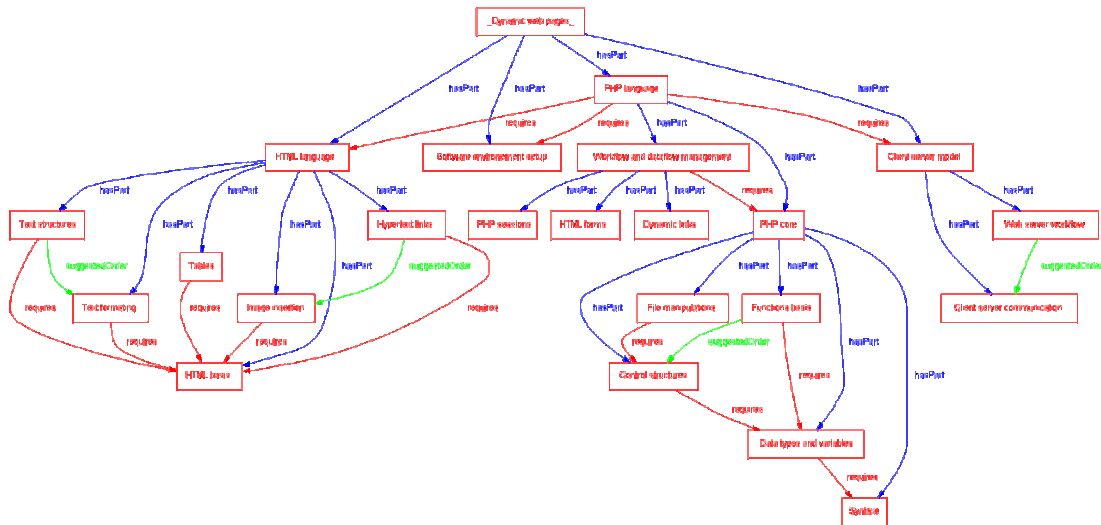 _Dynamic web pages_
hasPart
hasPart
hasPart
hasPart
PHP language
requires
requires
hasPart
hasPart
requires
HTML language
Software environement setup
Workflow and dataflow management
Client server model
hasPart
hasPart
hasPart
hasPart
hasPart
hasPart
hasPart
hasPart
hasPart
requires
hasPart
hasPart
Text structures
Hypertext links
PHP sessions
HTML forms
Dynamic links
PHP core
Web server workflow
suggestedOrder
Tables
hasPart
suggestedOrder
hasPart
hasPart
suggestedOrder
requires
Text formating
requires
Image insertion
requires
hasPart
File manipulations
Functions basis
Client server communication
requires
requires
requires
suggestedOrder
hasPart
HTML basis
Control structures
requires
hasPart
requires
Data types and variables
requires
Syntaxe